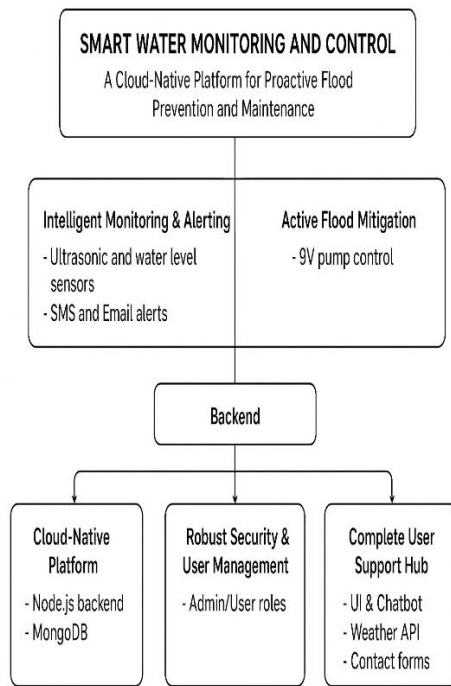 SMART WATER MONITORING AND CONTROL
A Cloud-Native Platform for Proactive Flood
Prevention and Maintenance
Intelligent Monitoring & Alerting
- Ultrasonic and water level
sensors
- SMS and Email alerts
Active Flood Mitigation
- 9V pump control
Backend
Cloud-Native
Platform
- Node.js backend
- MongoDB
Robust Security &
User Management
- Admin/User roles
Complete User
Support Hub
- UI & Chatbot
- Weather API
- Contact forms